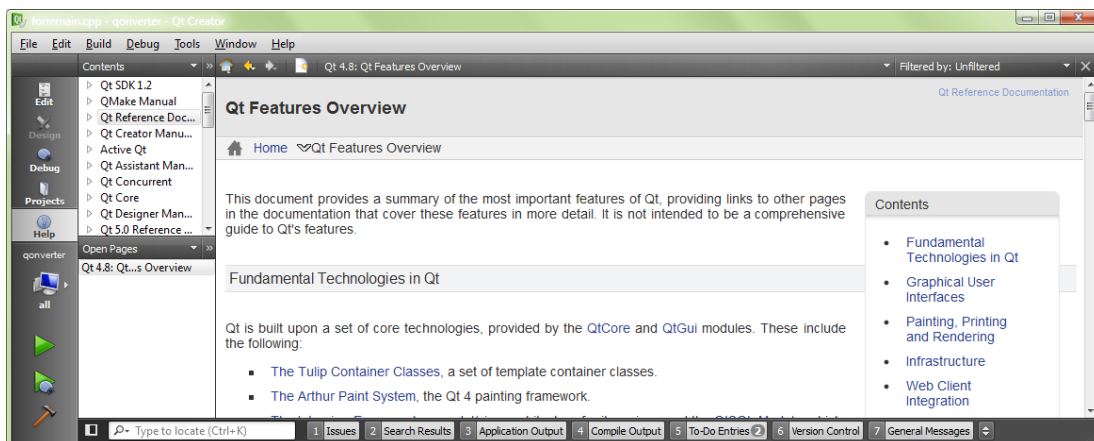 formmain.cpp - qonverter - Qt Creator
File Edit Build Debug Tools Window Help
Contents
Qt 4.8: Qt Features Overview
Filtered by: Unfiltered
Edit
Design
Debug
Projects
Help
qonverter
all
Qt SDK 1.2
QMake Manual
Qt Reference Doc...
Qt Creator Manu...
Active Qt
Qt Assistant Man...
Qt Concurrent
Qt Core
Qt Designer Man...
Qt 5.0 Reference ...
Open Pages
Qt 4.8: Qt...s Overview
Qt Reference Documentation
Qt Features Overview
Home Qt Features Overview
This document provides a summary of the most important features of Qt, providing links to other pages
in the documentation that cover these features in more detail. It is not intended to be a comprehensive
guide to Qt's features.
Fundamental Technologies in Qt
Qt is built upon a set of core technologies, provided by the QtCore and QtGui modules. These include
the following:
The Tulip Container Classes, a set of template container classes.
The Arthur Paint System, the Qt 4 painting framework.
Contents
Fundamental
Technologies in Qt
Graphical User
Interfaces
Painting, Printing
and Rendering
Infrastructure
Web Client
Integration
Type to locate (Ctrl+K)
1 Issues 2 Search Results 3 Application Output 4 Compile Output 5 To-Do Entries 2 6 Version Control 7 General Messages